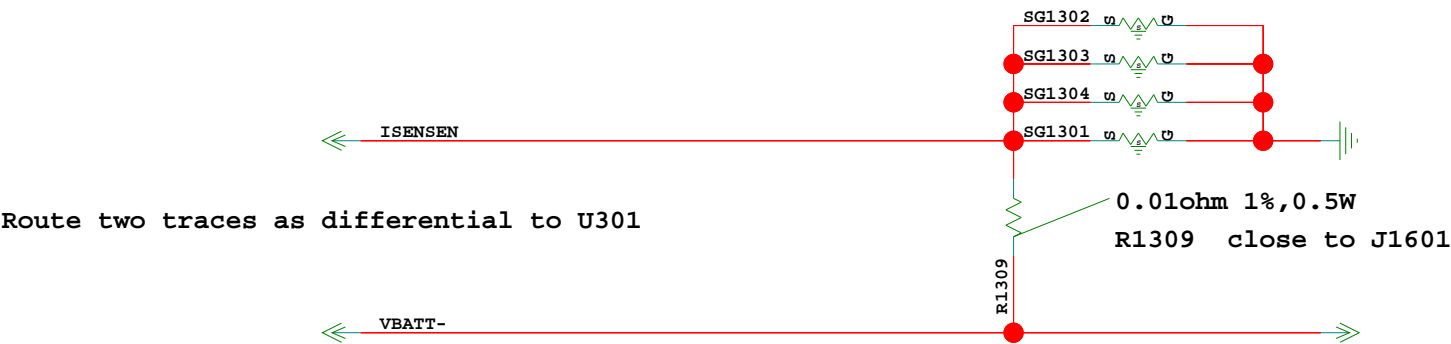 SG1302 S S G
SG1303 S S G
SG1304 S S G
ISENSEN
SG1301 S S G
0.01ohm 1%,0.5W
Route two traces as differential to U301
R1309 close to J1601
R1309
VBATT-